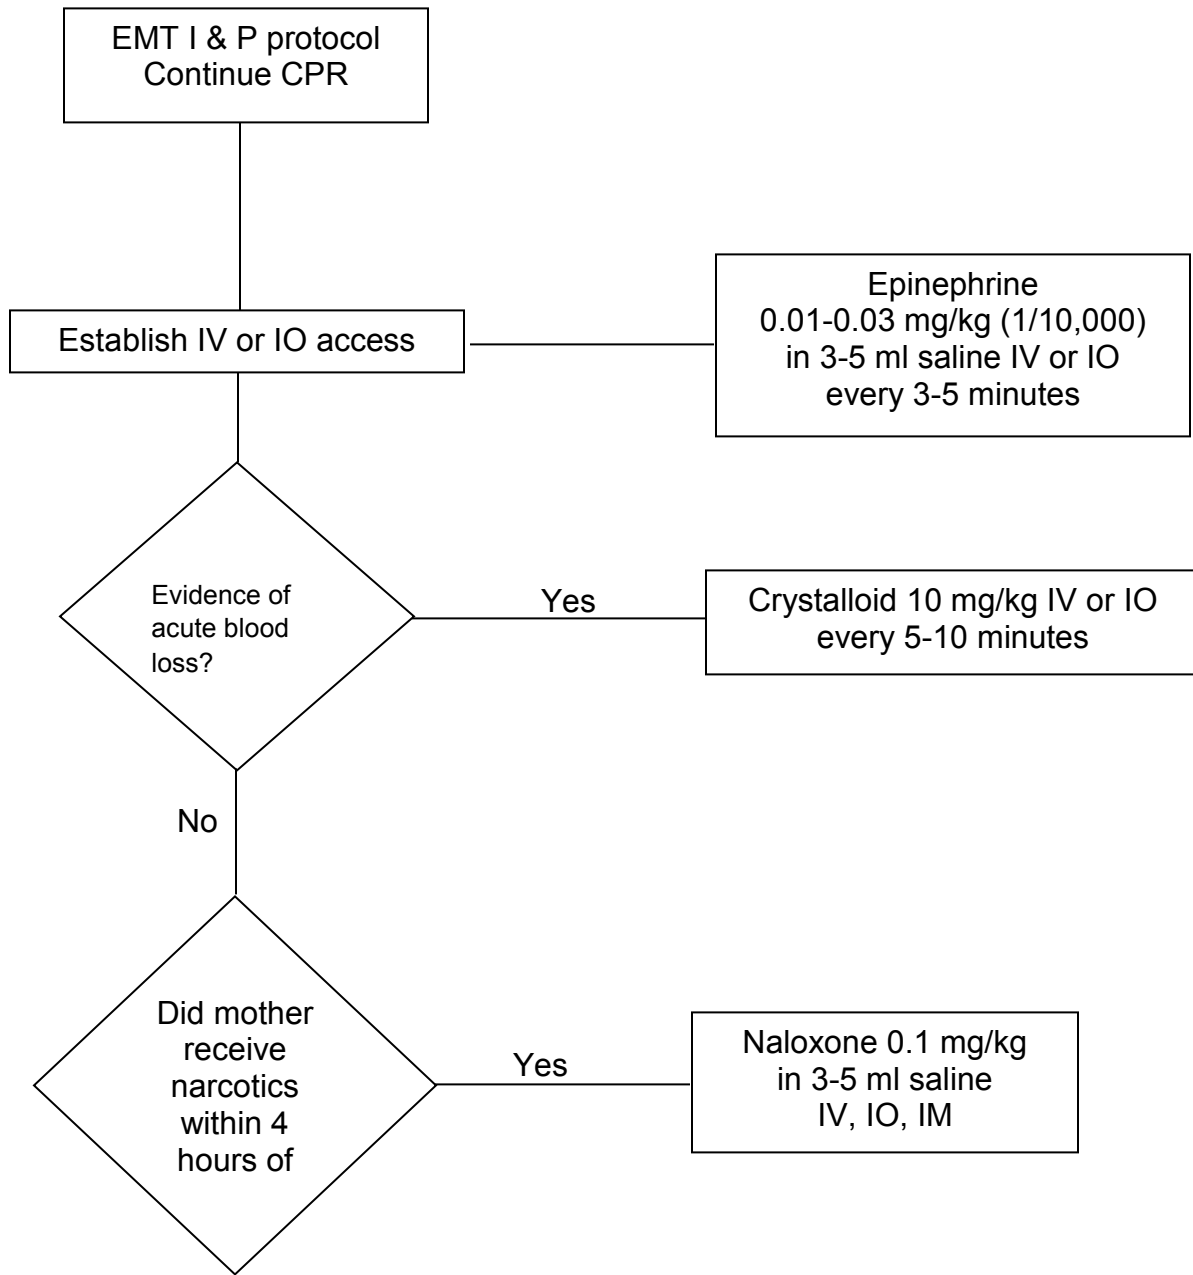 EMT I & P protocol
Continue CPR
Establish IV or IO access
Epinephrine
0.01-0.03 mg/kg (1/10,000)
in 3-5 ml saline IV or IO
every 3-5 minutes
Evidence of
acute blood
loss?
Yes
Crystalloid 10 mg/kg IV or IO
every 5-10 minutes
No
Did mother
receive
narcotics
within 4
hours of
Yes
Naloxone 0.1 mg/kg
in 3-5 ml saline
IV, IO, IM